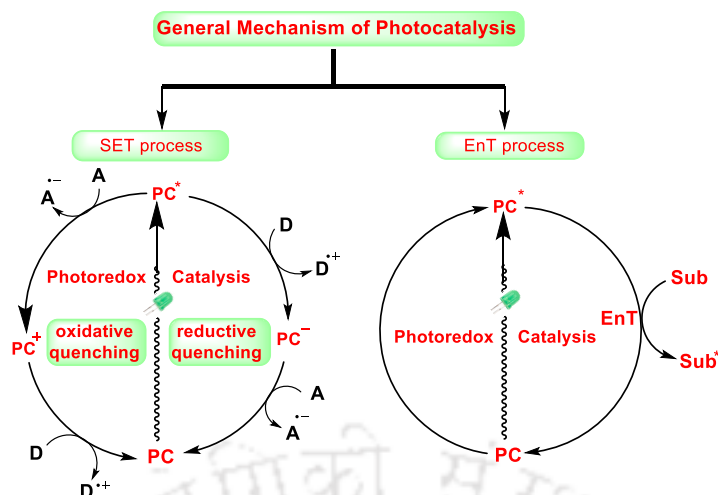 General Mechanism of Photocatalysis
SET process
EnT process
A•− A
PC*
D
D•+
Photoredox Catalysis
oxidative quenching
reductive quenching
PC+
PC−
A
A•−
D
D•+
PC
PC*
Sub
EnT
Sub*
Photoredox Catalysis
PC